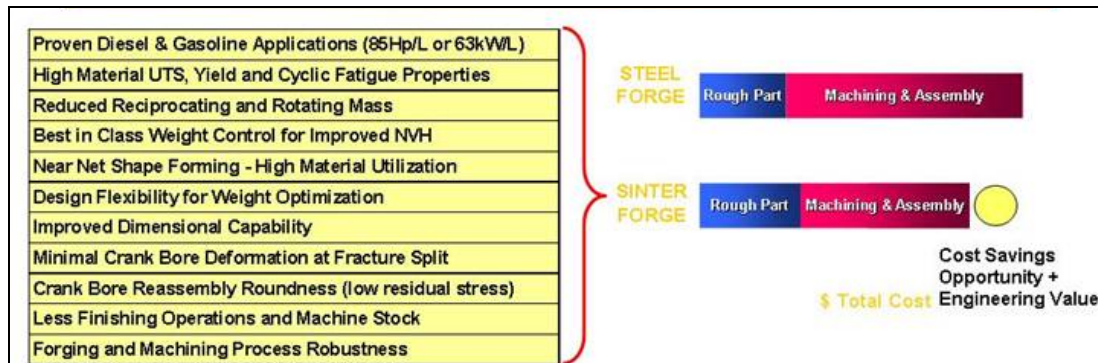 Proven Diesel & Gasoline Applications (85Hp/L or 63kW/L)
High Material UTS, Yield and Cyclic Fatigue Properties
Reduced Reciprocating and Rotating Mass
Best in Class Weight Control for Improved NVH
Near Net Shape Forming - High Material Utilization
Design Flexibility for Weight Optimization
Improved Dimensional Capability
Minimal Crank Bore Deformation at Fracture Split
Crank Bore Reassembly Roundness (low residual stress)
Less Finishing Operations and Machine Stock
Forging and Machining Process Robustness
STEEL
FORGE
Rough Part
Machining & Assembly
SINTER
FORGE
Rough Part
Machining & Assembly
Cost Savings
Opportunity +
Engineering Value
$ Total Cost